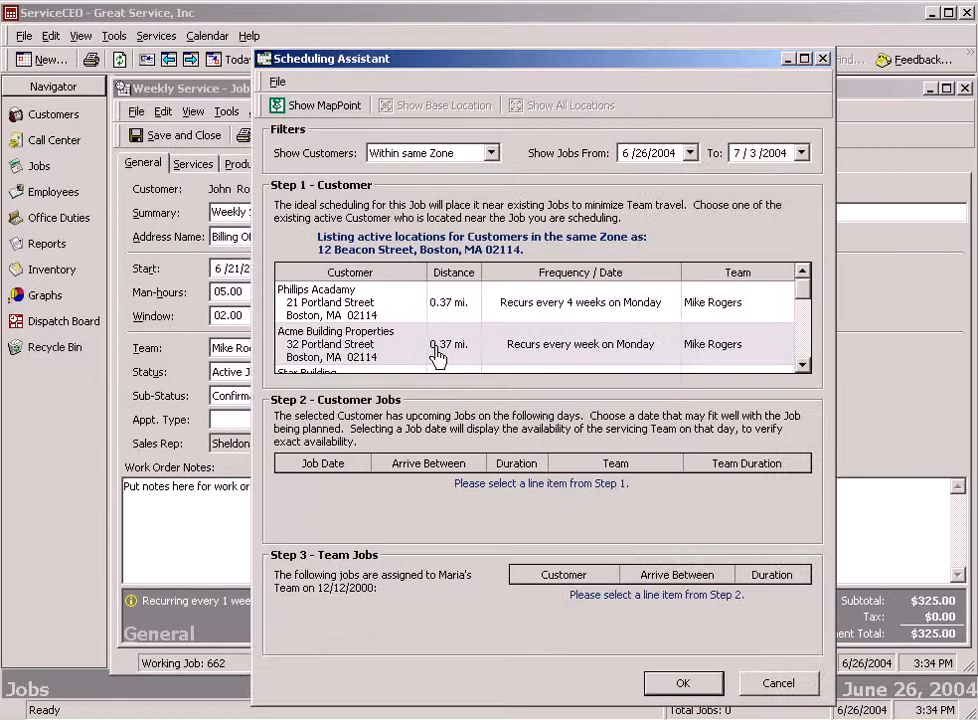 ServiceCEO - Great Service, Inc
File Edit View Tools Services Calendar Help
New... Today Find... Feedback...
Navigator
Customers
Call Center
Jobs
Employees
Office Duties
Reports
Inventory
Graphs
Dispatch Board
Recycle Bin
Weekly Service - Job
File Edit View Tools
Save and Close
General Services
Customer: John Ro
Summary: Weekly S
Address Name: Billing Of
Start: 6 /21/2
Man-hours: 05.00
Window: 02.00
Team: Mike Ro
Status: Active J
Sub-Status: Confirm
Appt. Type:
Sales Rep: Sheldon
Work Order Notes:
Put notes here for work or
Recurring every 1 wee
General
Working Job: 662
Scheduling Assistant
File
Show MapPoint Show Base Location Show All Locations
Filters
Show Customers: Within same Zone Show Jobs From: 6 /26/2004 To: 7 / 3 /2004
Step 1 - Customer
The ideal scheduling for this Job will place it near existing Jobs to minimize Team travel. Choose one of the
existing active Customer who is located near the Job you are scheduling.
Listing active locations for Customers in the same Zone as:
12 Beacon Street, Boston, MA 02114.
Customer Distance Frequency / Date Team
Phillips Acadamy
21 Portland Street 0.37 mi. Recurs every 4 weeks on Monday Mike Rogers
Boston, MA 02114
Acme Building Properties
32 Portland Street 0.37 mi. Recurs every week on Monday Mike Rogers
Boston, MA 02114
Star Building
Step 2 - Customer Jobs
The selected Customer has upcoming Jobs on the following days. Choose a date that may fit well with the Job
being planned. Selecting a Job date will display the availability of the servicing Team on that day, to verify
exact availability.
Job Date Arrive Between Duration Team Team Duration
Please select a line item from Step 1.
Step 3 - Team Jobs
The following jobs are assigned to Maria's
Team on 12/12/2000:
Customer Arrive Between Duration
Please select a line item from Step 2.
OK Cancel
Subtotal: $325.00
Tax: $0.00
ent Total: $325.00
6/26/2004 3:34 PM
Jobs June 26, 2004
Ready Total Jobs: 0 6/26/2004 3:34 PM